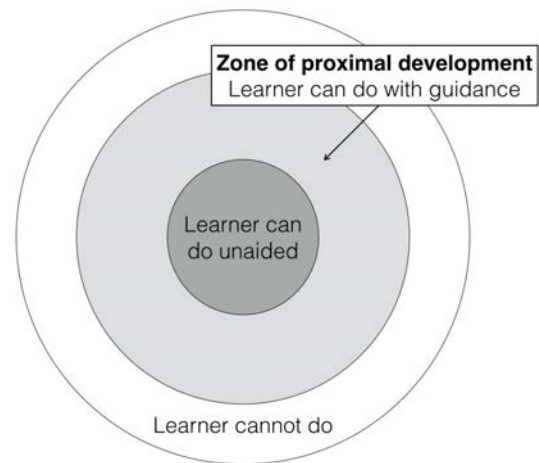 Zone of proximal development
Learner can do with guidance
Learner can
do unaided
Learner cannot do